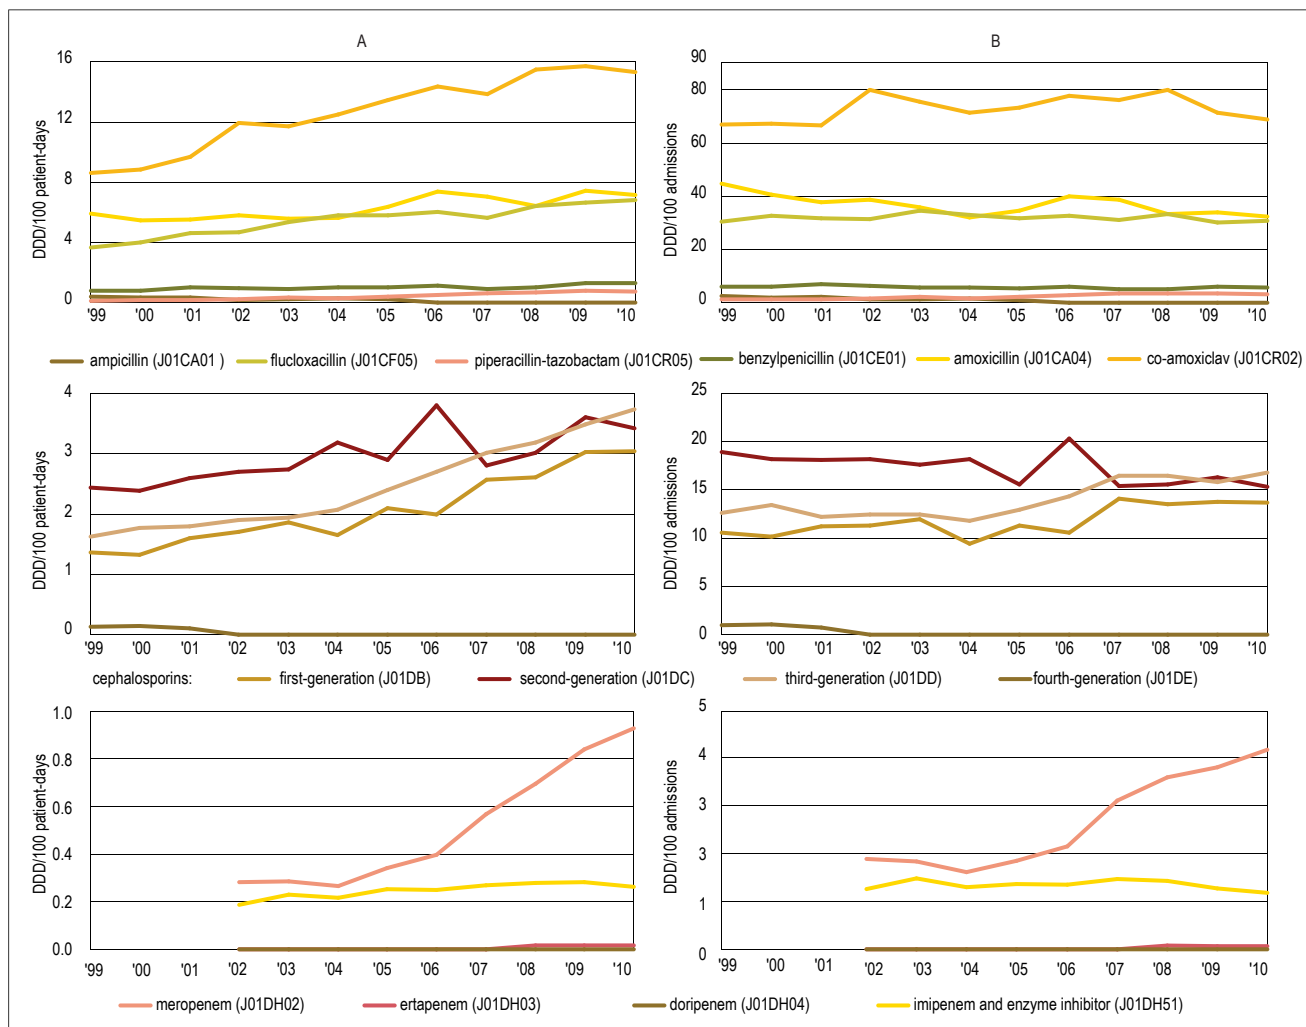 A
B
16
12
8
4
0
DDD/100 patient-days
'99 '00 '01 '02 '03 '04 '05 '06 '07 '08 '09 '10
90
80
60
40
20
0
DDD/100 admissions
'99 '00 '01 '02 '03 '04 '05 '06 '07 '08 '09 '10
ampicillin (J01CA01 ) flucloxacillin (J01CF05) piperacillin-tazobactam (J01CR05) benzylpenicillin (J01CE01) amoxicillin (J01CA04) co-amoxiclav (J01CR02)
4
3
2
1
0
DDD/100 patient-days
'99 '00 '01 '02 '03 '04 '05 '06 '07 '08 '09 '10
25
20
15
10
5
0
DDD/100 admissions
'99 '00 '01 '02 '03 '04 '05 '06 '07 '08 '09 '10
cephalosporins: first-generation (J01DB) second-generation (J01DC) third-generation (J01DD) fourth-generation (J01DE)
1.0
0.8
0.6
0.4
0.2
0.0
DDD/100 patient-days
'99 '00 '01 '02 '03 '04 '05 '06 '07 '08 '09 '10
5
4
3
3
1
0
DDD/100 admissions
'99 '00 '01 '02 '03 '04 '05 '06 '07 '08 '09 '10
meropenem (J01DH02) ertapenem (J01DH03) doripenem (J01DH04) imipenem and enzyme inhibitor (J01DH51)